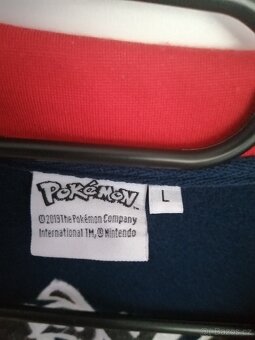 POKéMON
©2019 The Pokémon Company
International TM, ® Nintendo
L